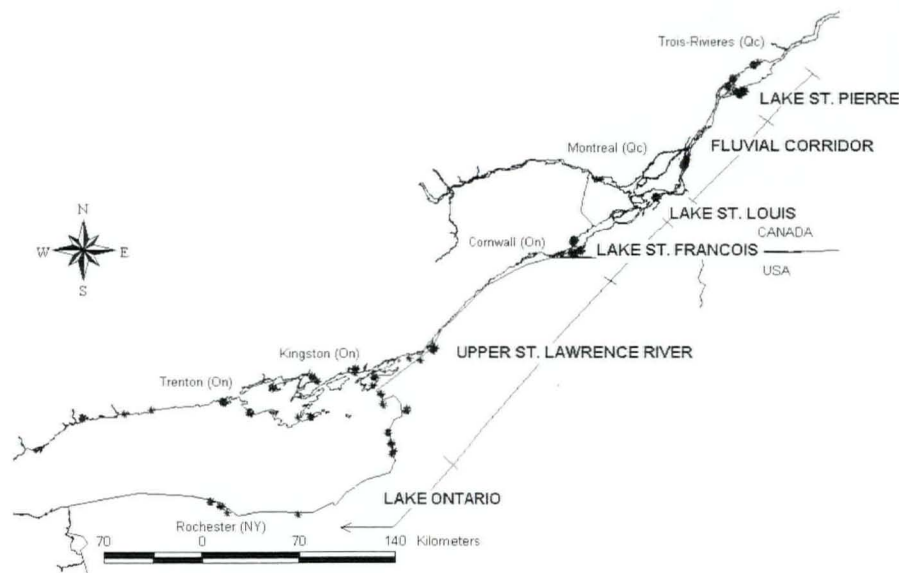 Trois-Rivieres (Qc)
LAKE ST. PIERRE
FLUVIAL CORRIDOR
Montreal (Qc)
LAKE ST. LOUIS
CANADA
Cornwall (On)
LAKE ST. FRANCOIS
USA
N
W E
S
UPPER ST. LAWRENCE RIVER
Kingston (On)
Trenton (On)
LAKE ONTARIO
Rochester (NY)
70 0 70 140 Kilometers